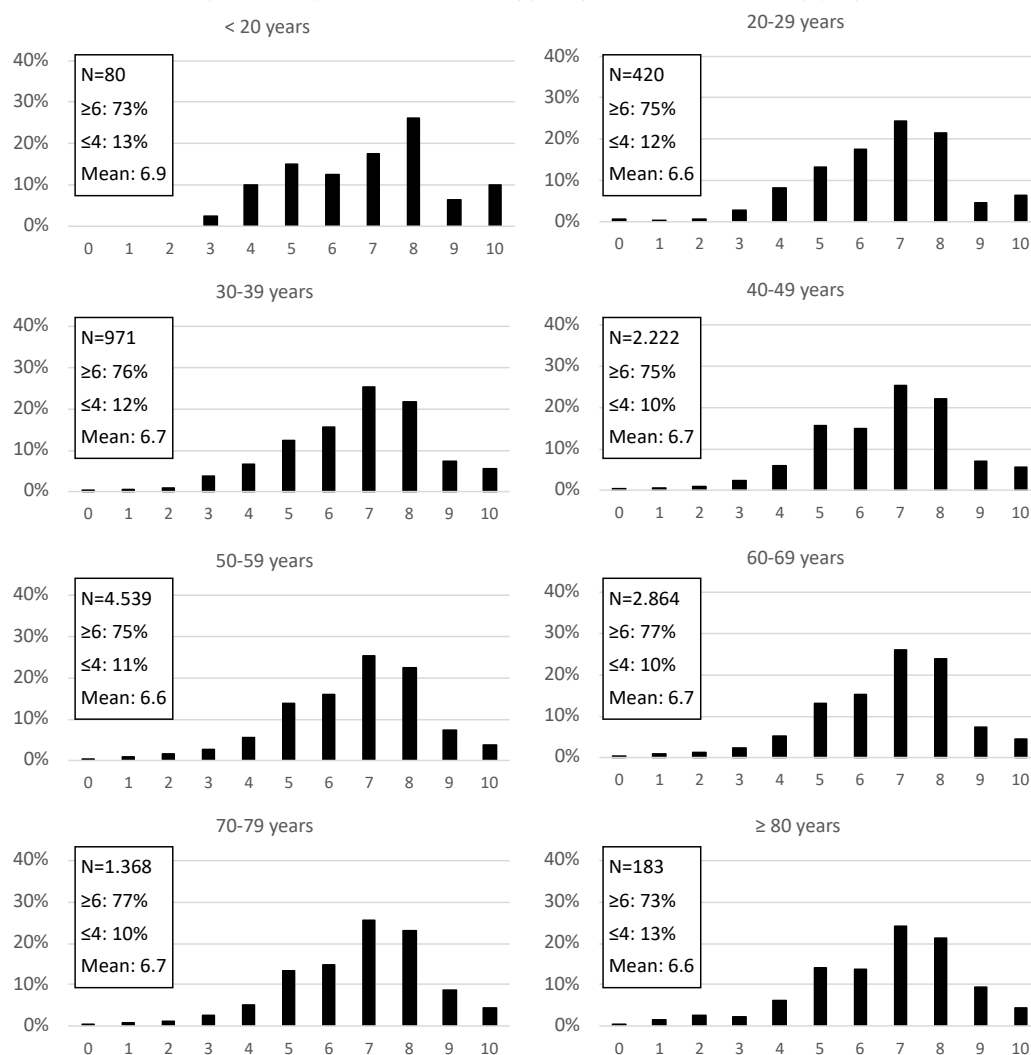 < 20 years
40%
30%
20%
10%
0%
N=80
≥6: 73%
≤4: 13%
Mean: 6.9
0 1 2 3 4 5 6 7 8 9 10
20-29 years
40%
30%
20%
10%
0%
N=420
≥6: 75%
≤4: 12%
Mean: 6.6
0 1 2 3 4 5 6 7 8 9 10
30-39 years
40%
30%
20%
10%
0%
N=971
≥6: 76%
≤4: 12%
Mean: 6.7
0 1 2 3 4 5 6 7 8 9 10
40-49 years
40%
30%
20%
10%
0%
N=2.222
≥6: 75%
≤4: 10%
Mean: 6.7
0 1 2 3 4 5 6 7 8 9 10
50-59 years
40%
30%
20%
10%
0%
N=4.539
≥6: 75%
≤4: 11%
Mean: 6.6
0 1 2 3 4 5 6 7 8 9 10
60-69 years
40%
30%
20%
10%
0%
N=2.864
≥6: 77%
≤4: 10%
Mean: 6.7
0 1 2 3 4 5 6 7 8 9 10
70-79 years
40%
30%
20%
10%
0%
N=1.368
≥6: 77%
≤4: 10%
Mean: 6.7
0 1 2 3 4 5 6 7 8 9 10
≥ 80 years
40%
30%
20%
10%
0%
N=183
≥6: 73%
≤4: 13%
Mean: 6.6
0 1 2 3 4 5 6 7 8 9 10